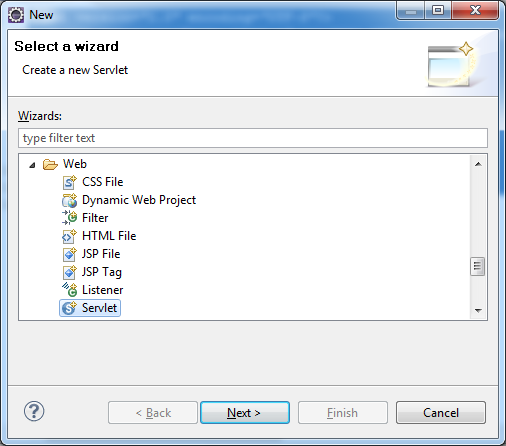 New
Select a wizard
Create a new Servlet
Wizards:
type filter text
Web
CSS File
Dynamic Web Project
Filter
HTML File
JSP File
JSP Tag
Listener
Servlet
< Back
Next >
Finish
Cancel